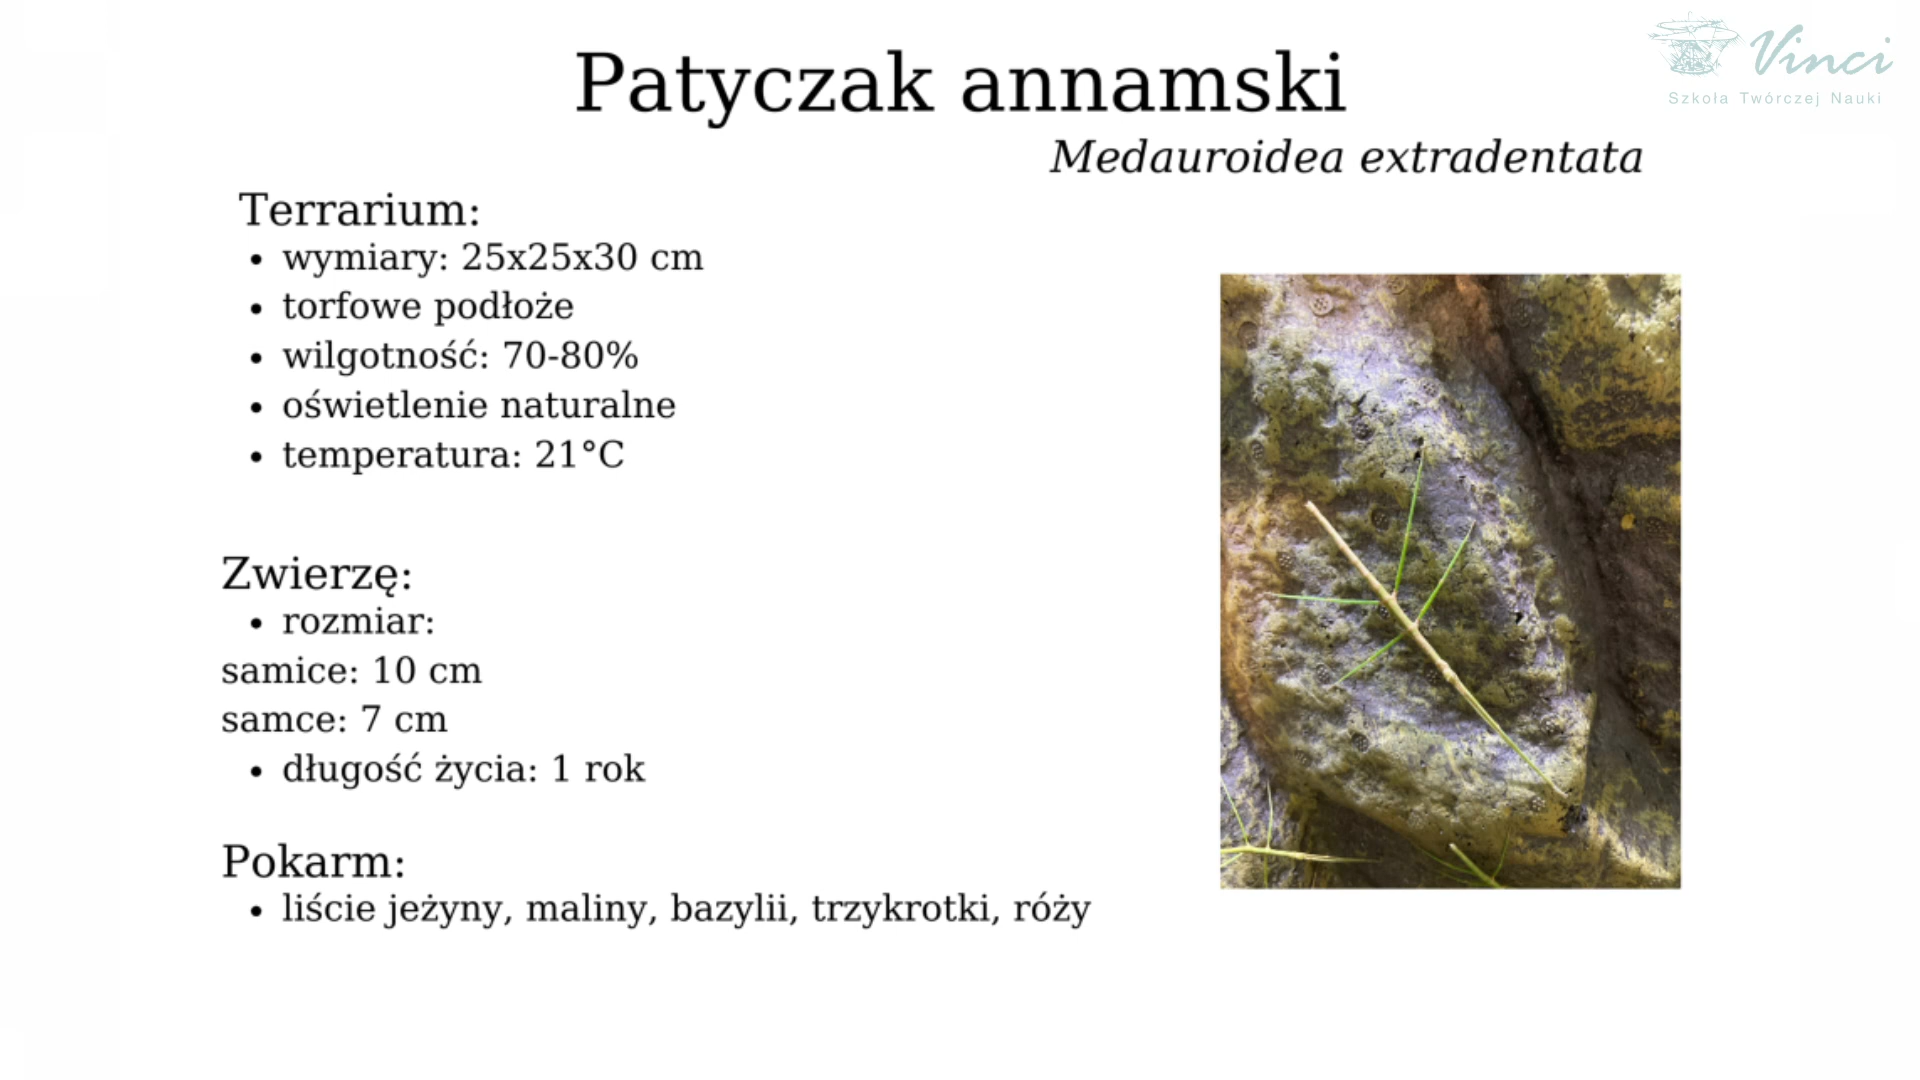 Vinci
Szkoła Twórczej Nauki
Patyczak annamski
Medauroidea extradentata
Terrarium:
• wymiary: 25x25x30 cm
• torfowe podłoże
• wilgotność: 70-80%
• oświetlenie naturalne
• temperatura: 21°C
Zwierzę:
• rozmiar:
samice: 10 cm
samce: 7 cm
• długość życia: 1 rok
Pokarm:
• liście jeżyny, maliny, bazylii, trzykrotki, róży